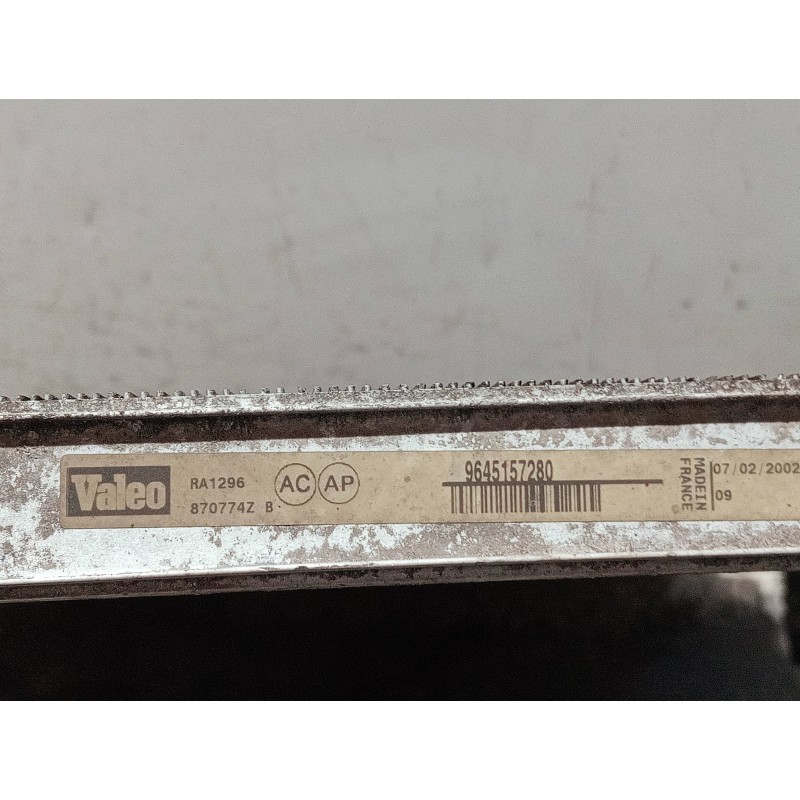 Valeo
RA1296
870774Z B
AC AP
9645157280
MADE IN
FRANCE
07/02/2002
09